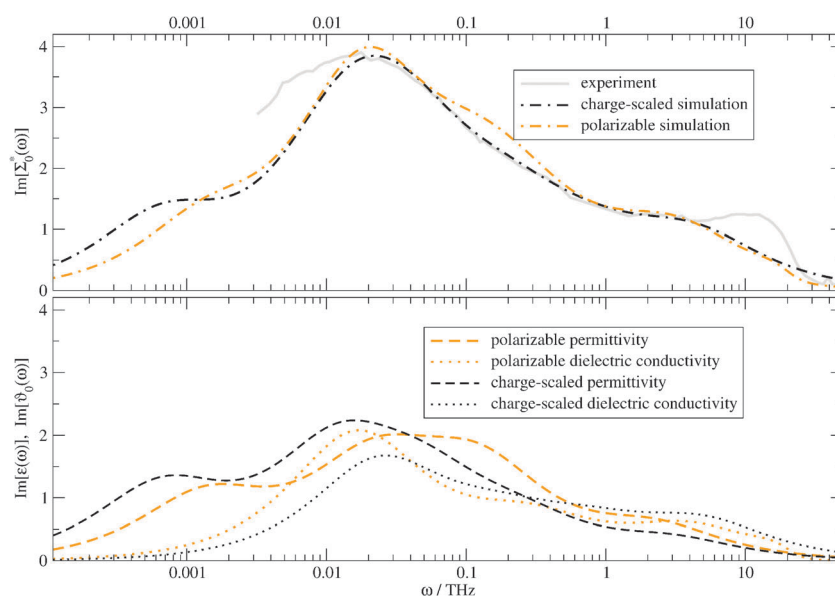 0.001 0.01 0.1 1 10
4
3
2
1
0
Im[Σ*0(ω)]
experiment
charge-scaled simulation
polarizable simulation
4
3
2
1
0
Im[ε(ω)], Im[ϑ0(ω)]
polarizable permittivity
polarizable dielectric conductivity
charge-scaled permittivity
charge-scaled dielectric conductivity
0.001 0.01 0.1 1 10
ω / THz